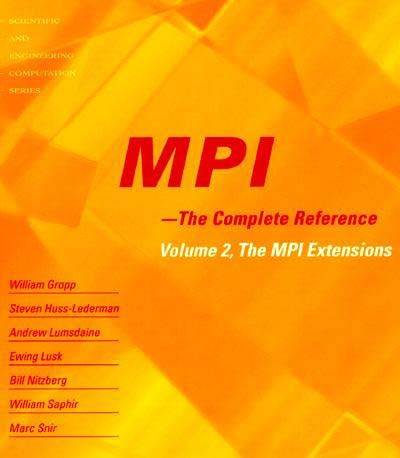 SCIENTIFIC
AND
ENGINEERING
COMPUTATION
SERIES
MPI
—The Complete Reference
Volume 2, The MPI Extensions
William Gropp
Steven Huss-Lederman
Andrew Lumsdaine
Ewing Lusk
Bill Nitzberg
William Saphir
Marc Snir